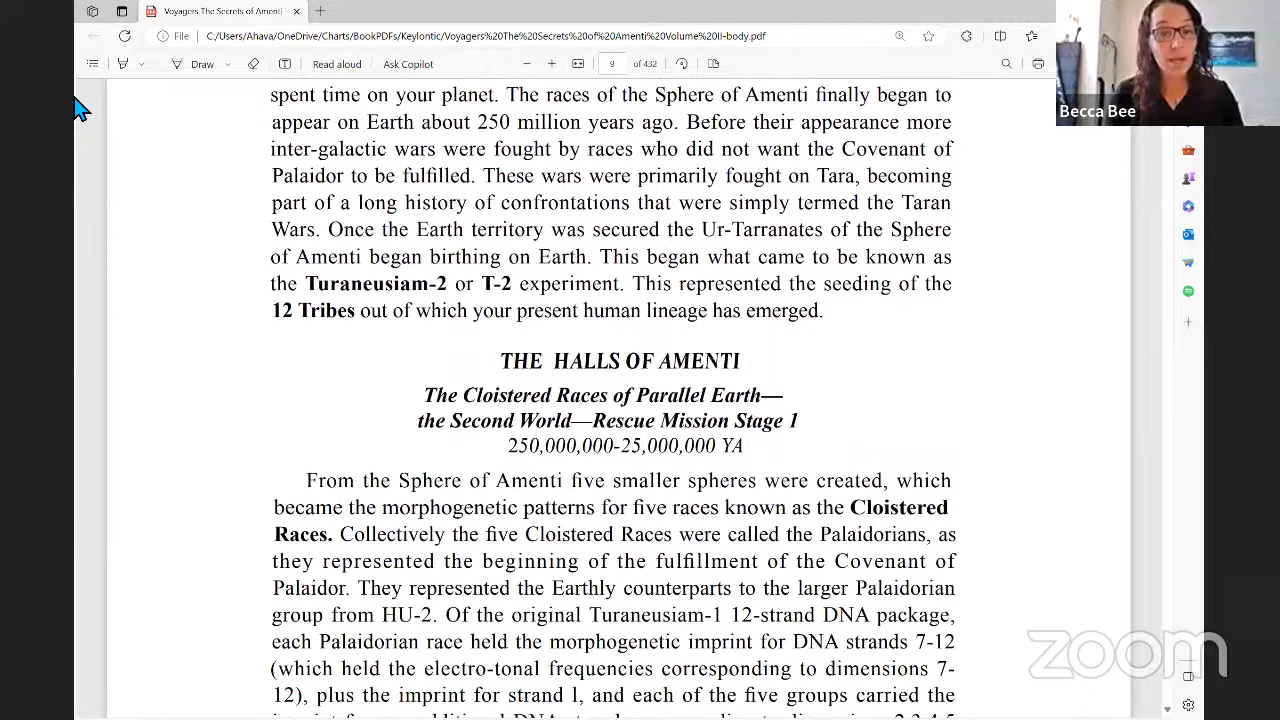 Voyagers The Secrets of Amenti
File
C:/Users/Ahava/OneDrive/Charts/BookPDFs/Keylontic/Voyagers%20The%20Secrets%20of%20Amenti%20Volume%20II-body.pdf
Draw
Read aloud
Ask Copilot
9 of 432
Becca Bee
spent time on your planet. The races of the Sphere of Amenti finally began to
appear on Earth about 250 million years ago. Before their appearance more
inter-galactic wars were fought by races who did not want the Covenant of
Palaidor to be fulfilled. These wars were primarily fought on Tara, becoming
part of a long history of confrontations that were simply termed the Taran
Wars. Once the Earth territory was secured the Ur-Tarranates of the Sphere
of Amenti began birthing on Earth. This began what came to be known as
the Turaneusiam-2 or T-2 experiment. This represented the seeding of the
12 Tribes out of which your present human lineage has emerged.
THE HALLS OF AMENTI
The Cloistered Races of Parallel Earth—
the Second World—Rescue Mission Stage 1
250,000,000-25,000,000 YA
From the Sphere of Amenti five smaller spheres were created, which
became the morphogenetic patterns for five races known as the Cloistered
Races. Collectively the five Cloistered Races were called the Palaidorians, as
they represented the beginning of the fulfillment of the Covenant of
Palaidor. They represented the Earthly counterparts to the larger Palaidorian
group from HU-2. Of the original Turaneusiam-1 12-strand DNA package,
each Palaidorian race held the morphogenetic imprint for DNA strands 7-12
(which held the electro-tonal frequencies corresponding to dimensions 7-
12), plus the imprint for strand l, and each of the five groups carried the
zoom